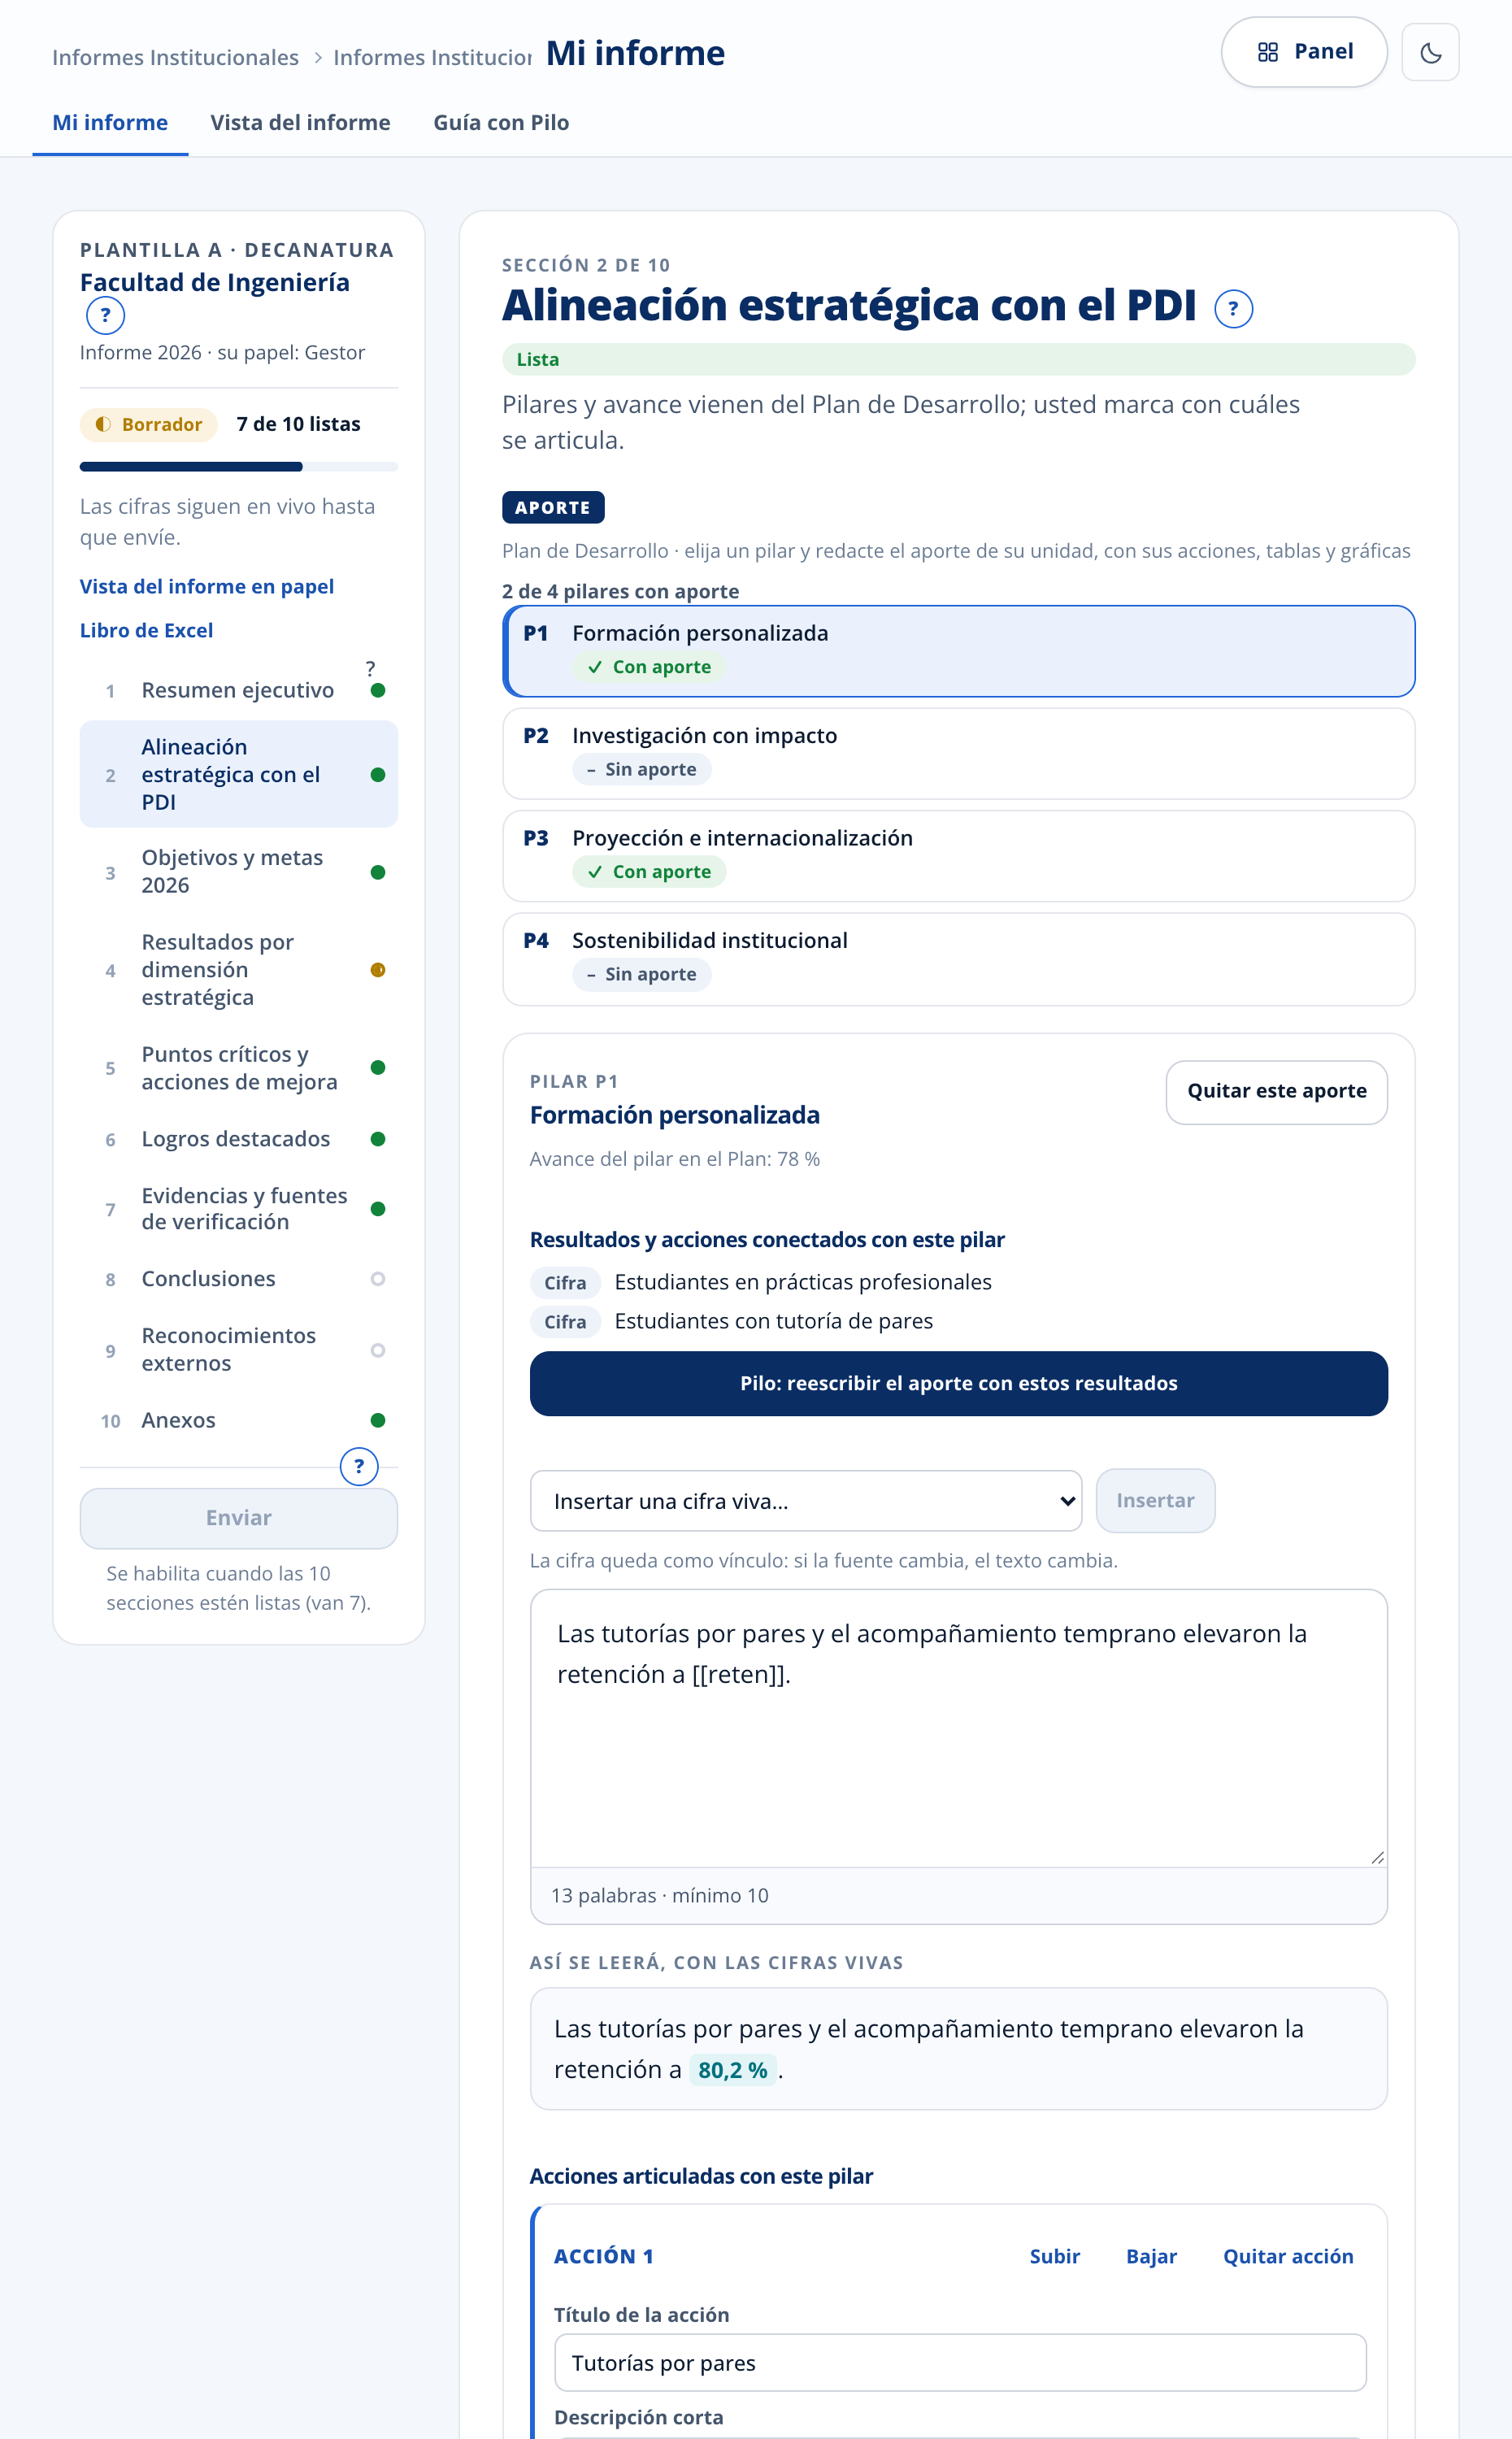 Informes Institucionales > Informes Institucior Mi informe
Panel
Mi informe Vista del informe Guía con Pilo
PLANTILLA A · DECANATURA
Facultad de Ingeniería
?
Informe 2026 · su papel: Gestor
Borrador 7 de 10 listas
Las cifras siguen en vivo hasta
que envíe.
Vista del informe en papel
Libro de Excel
?
1 Resumen ejecutivo
2 Alineación
estratégica con el
PDI
3 Objetivos y metas
2026
4 Resultados por
dimensión
estratégica
5 Puntos críticos y
acciones de mejora
6 Logros destacados
7 Evidencias y fuentes
de verificación
8 Conclusiones
9 Reconocimientos
externos
10 Anexos
?
Enviar
Se habilita cuando las 10
secciones estén listas (van 7).
SECCIÓN 2 DE 10
Alineación estratégica con el PDI ?
Lista
Pilares y avance vienen del Plan de Desarrollo; usted marca con cuáles
se articula.
APORTE
Plan de Desarrollo · elija un pilar y redacte el aporte de su unidad, con sus acciones, tablas y gráficas
2 de 4 pilares con aporte
P1 Formación personalizada
✓ Con aporte
P2 Investigación con impacto
– Sin aporte
P3 Proyección e internacionalización
✓ Con aporte
P4 Sostenibilidad institucional
– Sin aporte
PILAR P1
Formación personalizada
Quitar este aporte
Avance del pilar en el Plan: 78 %
Resultados y acciones conectados con este pilar
Cifra Estudiantes en prácticas profesionales
Cifra Estudiantes con tutoría de pares
Pilo: reescribir el aporte con estos resultados
Insertar una cifra viva... Insertar
La cifra queda como vínculo: si la fuente cambia, el texto cambia.
Las tutorías por pares y el acompañamiento temprano elevaron la
retención a [[reten]].
13 palabras · mínimo 10
ASÍ SE LEERÁ, CON LAS CIFRAS VIVAS
Las tutorías por pares y el acompañamiento temprano elevaron la
retención a 80,2 % .
Acciones articuladas con este pilar
ACCIÓN 1 Subir Bajar Quitar acción
Título de la acción
Tutorías por pares
Descripción corta